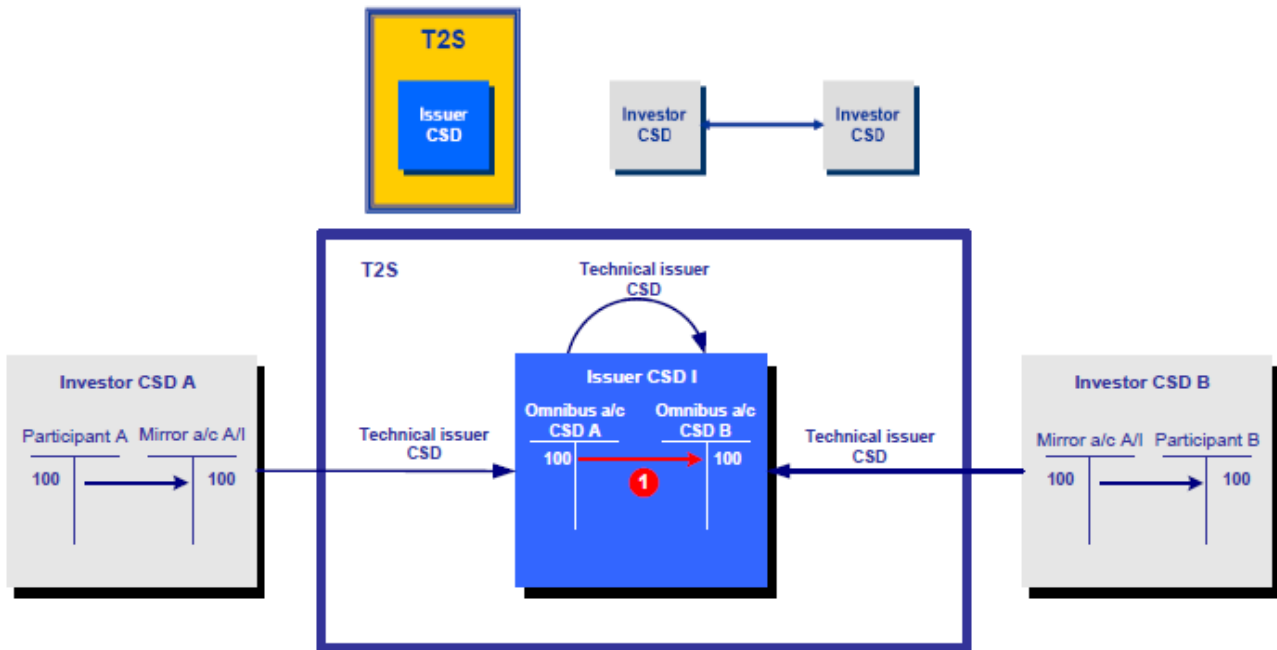 T2S
Issuer
CSD
Investor
CSD
Investor
CSD
T2S
Technical issuer
CSD
Investor CSD A
Participant A
Mirror a/c A/I
100
100
Technical issuer
CSD
Issuer CSD I
Omnibus a/c
CSD A
Omnibus a/c
CSD B
100
100
1
Technical issuer
CSD
Investor CSD B
Mirror a/c A/I
Participant B
100
100